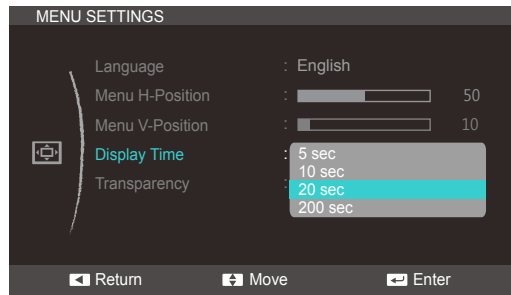 MENU SETTINGS
Language : English
Menu H-Position : 50
Menu V-Position : 10
Display Time : 5 sec
10 sec
Transparency : 20 sec
200 sec
Return Move Enter